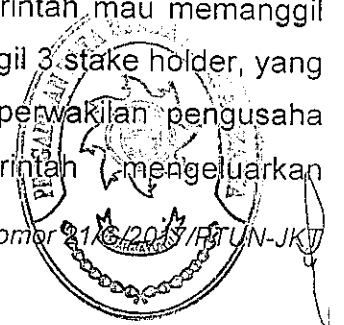 rintah mau memanggil
gil 3 stake holder, yang
perwakilan pengusaha
rintah mengeluarkan
omor 21/G/2017/PTUN-JKT